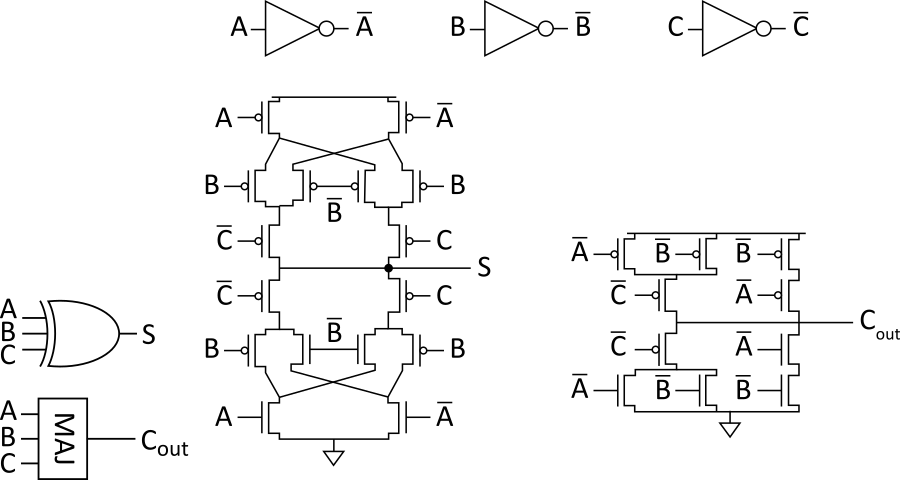 A A̅ B B̅ C C̅
A A̅
B B̅ B
C̅ C
S
C̅ C
B B̅ B
A A̅
A̅ B̅ B̅
C̅ A̅
Cout
C̅ A̅
A̅ B̅ B̅
A
B
C
S
A
B
C
MAJ
Cout